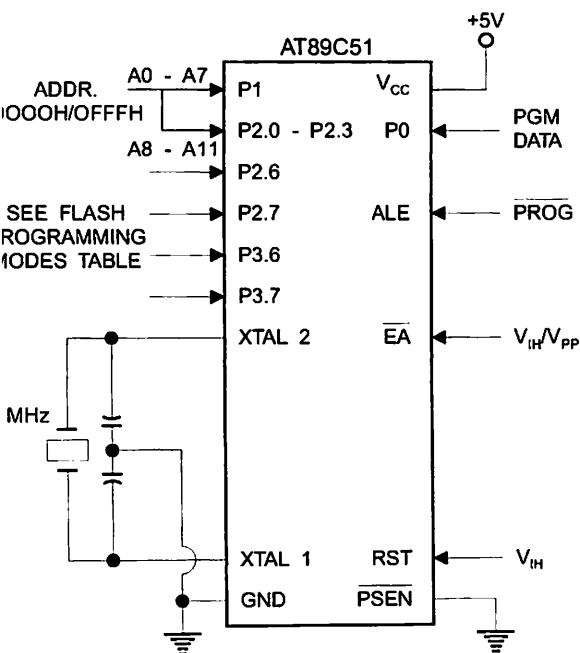 +5V
AT89C51
A0 - A7
ADDR.
OOOH/OFFFH
P1
VCC
PGM
DATA
P2.0 - P2.3
P0
A8 - A11
P2.6
SEE FLASH
ROGRAMMING
MODES TABLE
P2.7
ALE
PROG
P3.6
P3.7
XTAL 2
EA
VIH/VPP
MHz
XTAL 1
RST
VIH
GND
PSEN